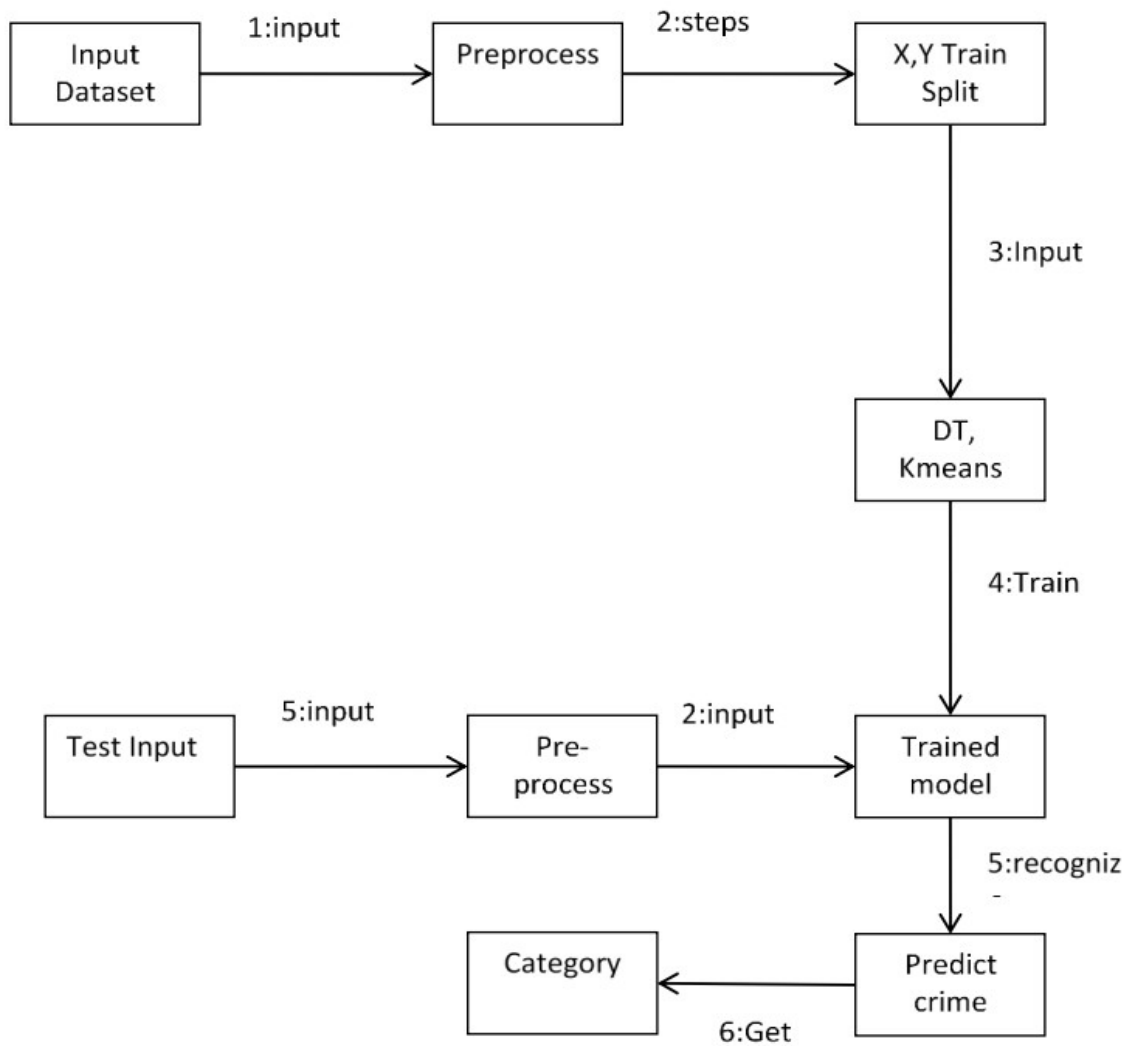 1:input
2:steps
Input
Dataset
Preprocess
X,Y Train
Split
3:Input
DT,
Kmeans
4:Train
5:input
2:input
Test Input
Pre-
process
Trained
model
5:recogniz
Category
Predict
crime
6:Get